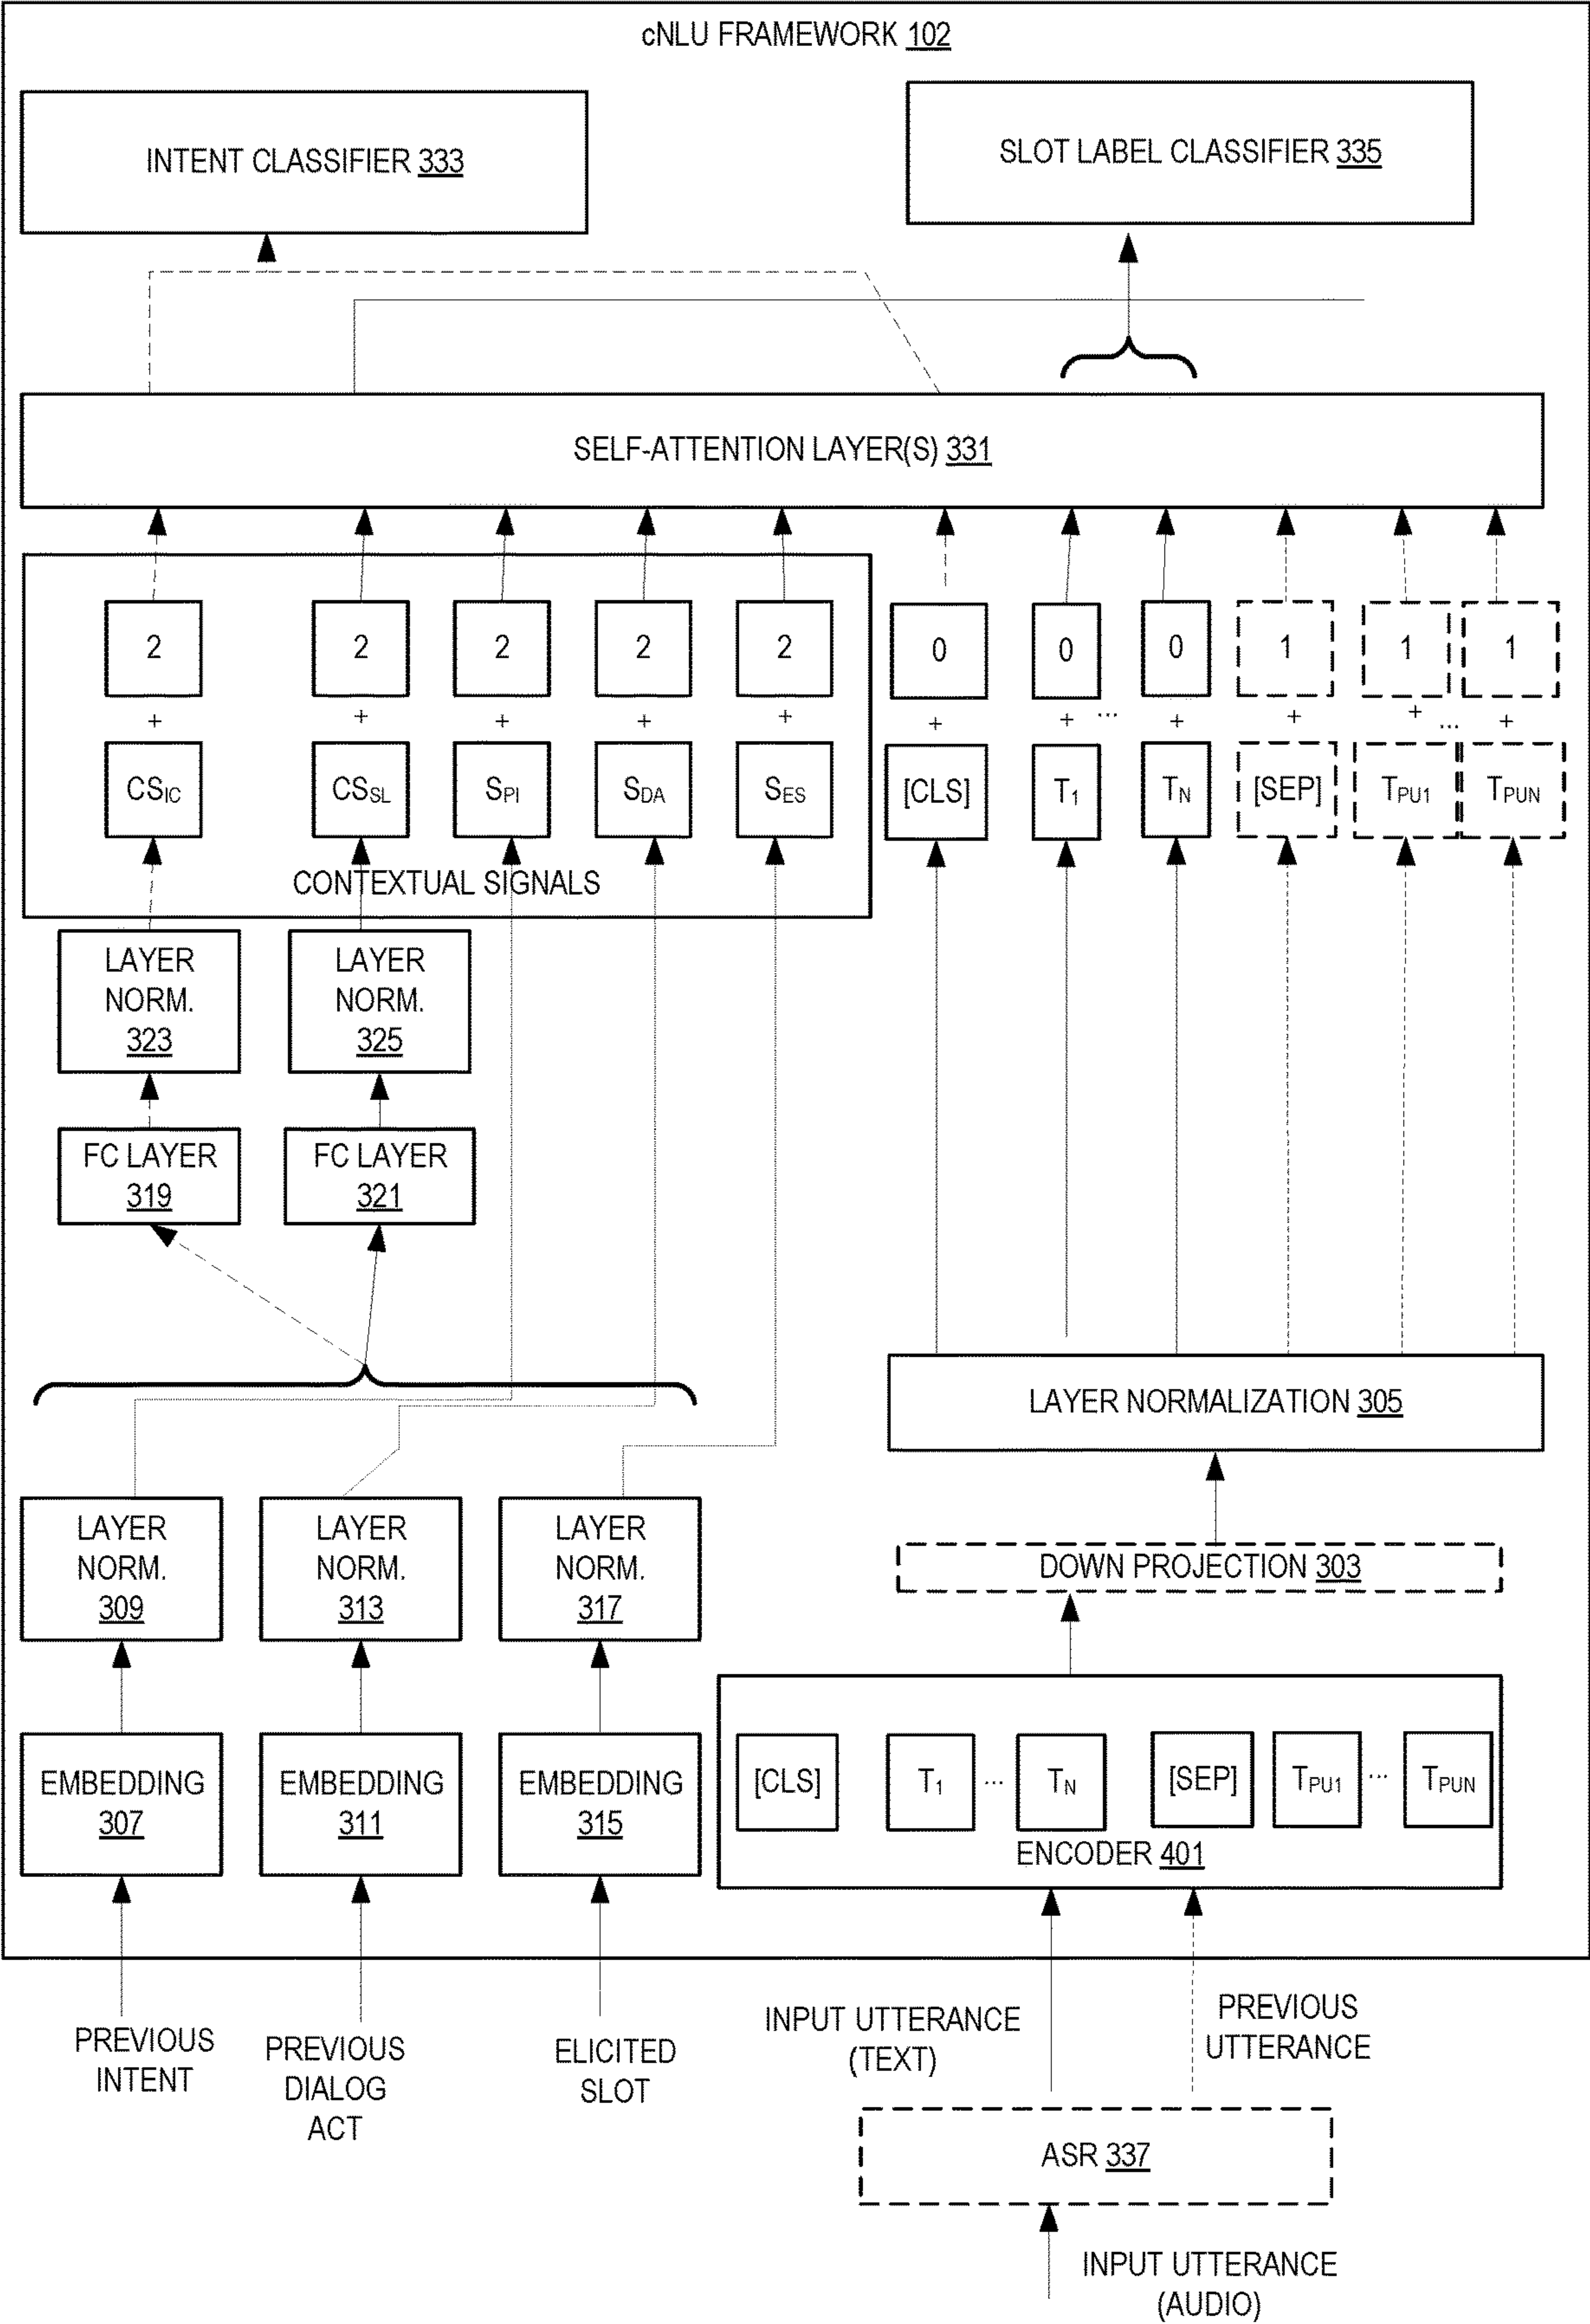 cNLU FRAMEWORK 102
INTENT CLASSIFIER 333
SLOT LABEL CLASSIFIER 335
SELF-ATTENTION LAYER(S) 331
2 2 2 2 2 0 0 0 1 1 1
+ + + + + + + ... + + + ... +
CSIC CSSL SPI SDA SES [CLS] T1 TN [SEP] TPU1 TPUN
CONTEXTUAL SIGNALS
LAYER
NORM.
323
LAYER
NORM.
325
FC LAYER
319
FC LAYER
321
LAYER NORMALIZATION 305
LAYER
NORM.
309
LAYER
NORM.
313
LAYER
NORM.
317
DOWN PROJECTION 303
EMBEDDING
307
EMBEDDING
311
EMBEDDING
315
[CLS] T1 ... TN [SEP] TPU1 ... TPUN
ENCODER 401
PREVIOUS
INTENT
PREVIOUS
DIALOG
ACT
ELICITED
SLOT
INPUT UTTERANCE
(TEXT)
PREVIOUS
UTTERANCE
ASR 337
INPUT UTTERANCE
(AUDIO)